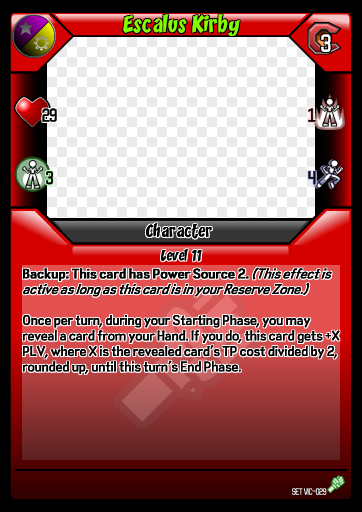 Escalus Kirby
3
29
1
3
4
Character
Level 11
Backup: This card has Power Source 2. (This effect is
active as long as this card is in your Reserve Zone.)
Once per turn, during your Starting Phase, you may
reveal a card from your Hand. If you do, this card gets +X
PLV, where X is the revealed card's TP cost divided by 2,
rounded up, until this turn's End Phase.
SET VIC-029